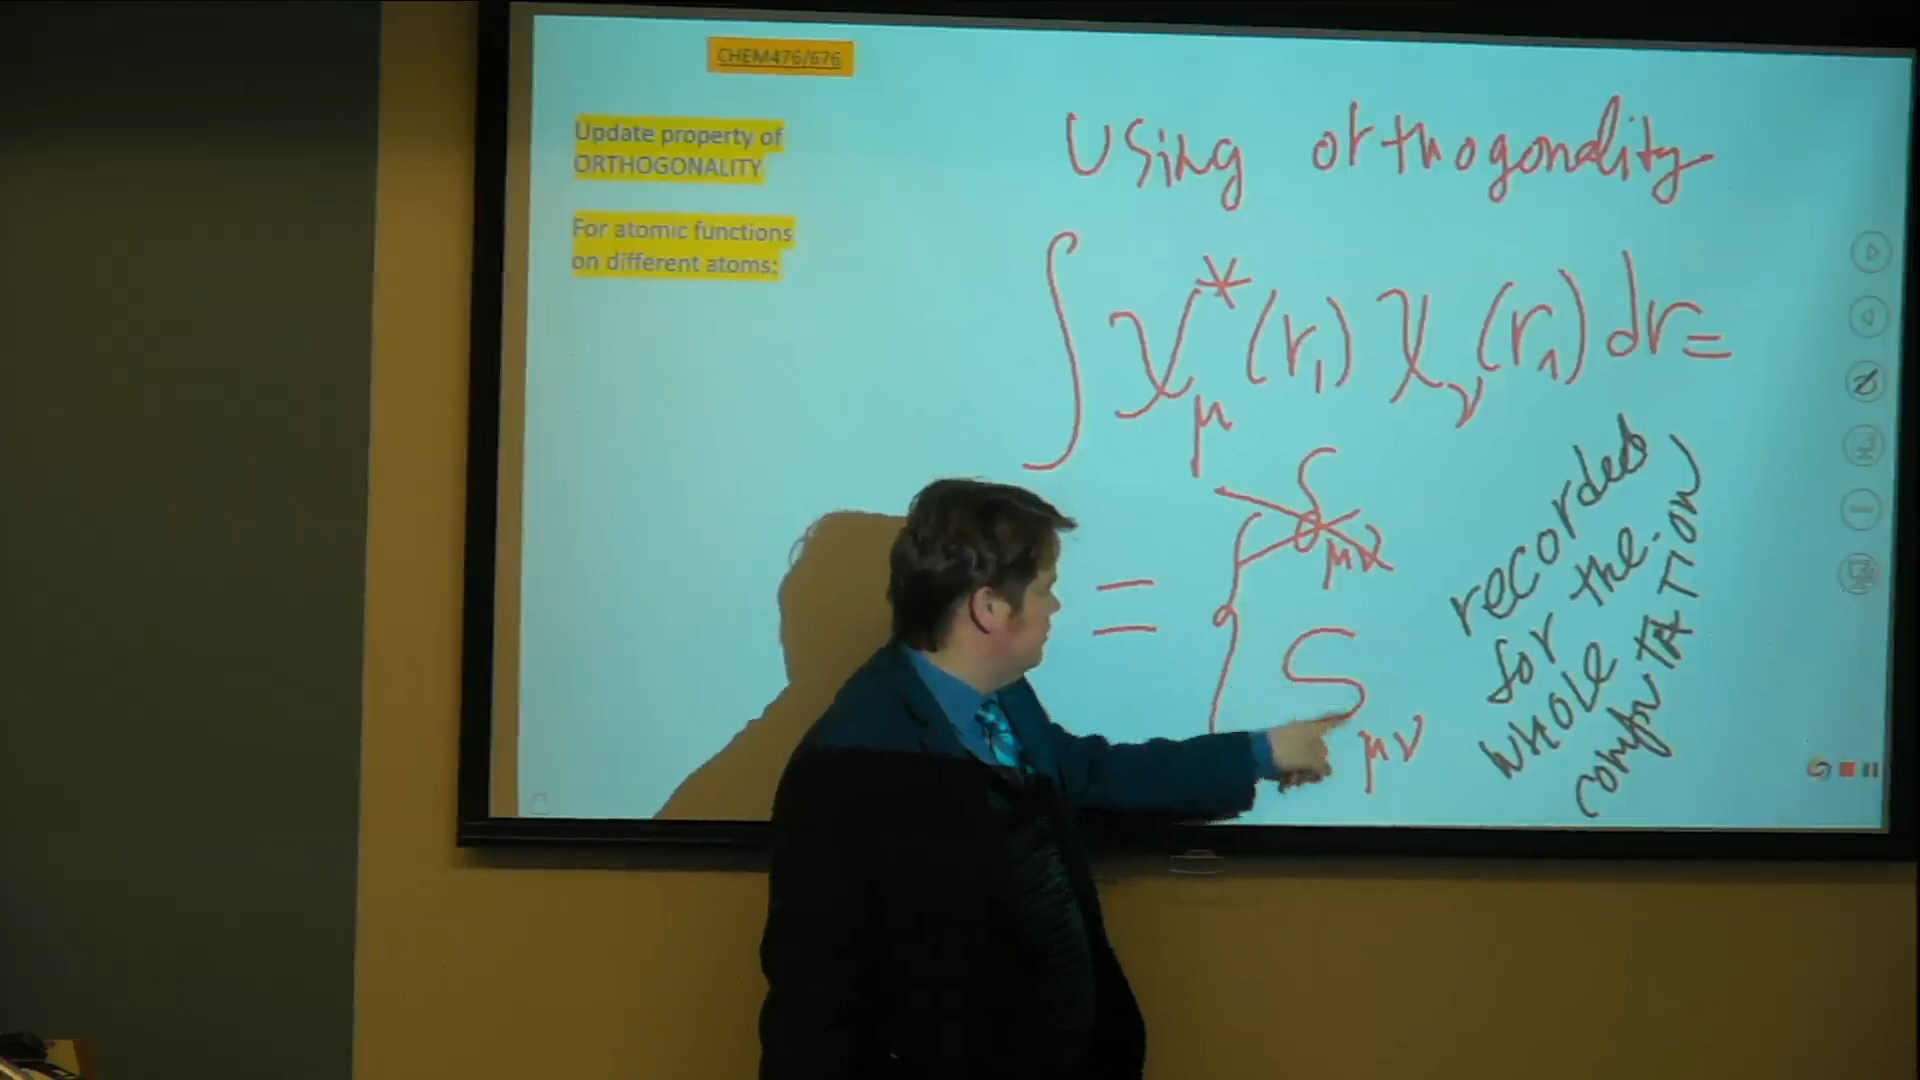 CHEM476/676
Update property of
ORTHOGONALITY
For atomic functions
on different atoms:
Using orthogonality
∫ χμ* (r₁) χν (r₁) dr =
= { δμν
Sμν
recorded
for the
WHOLE
compuTATION